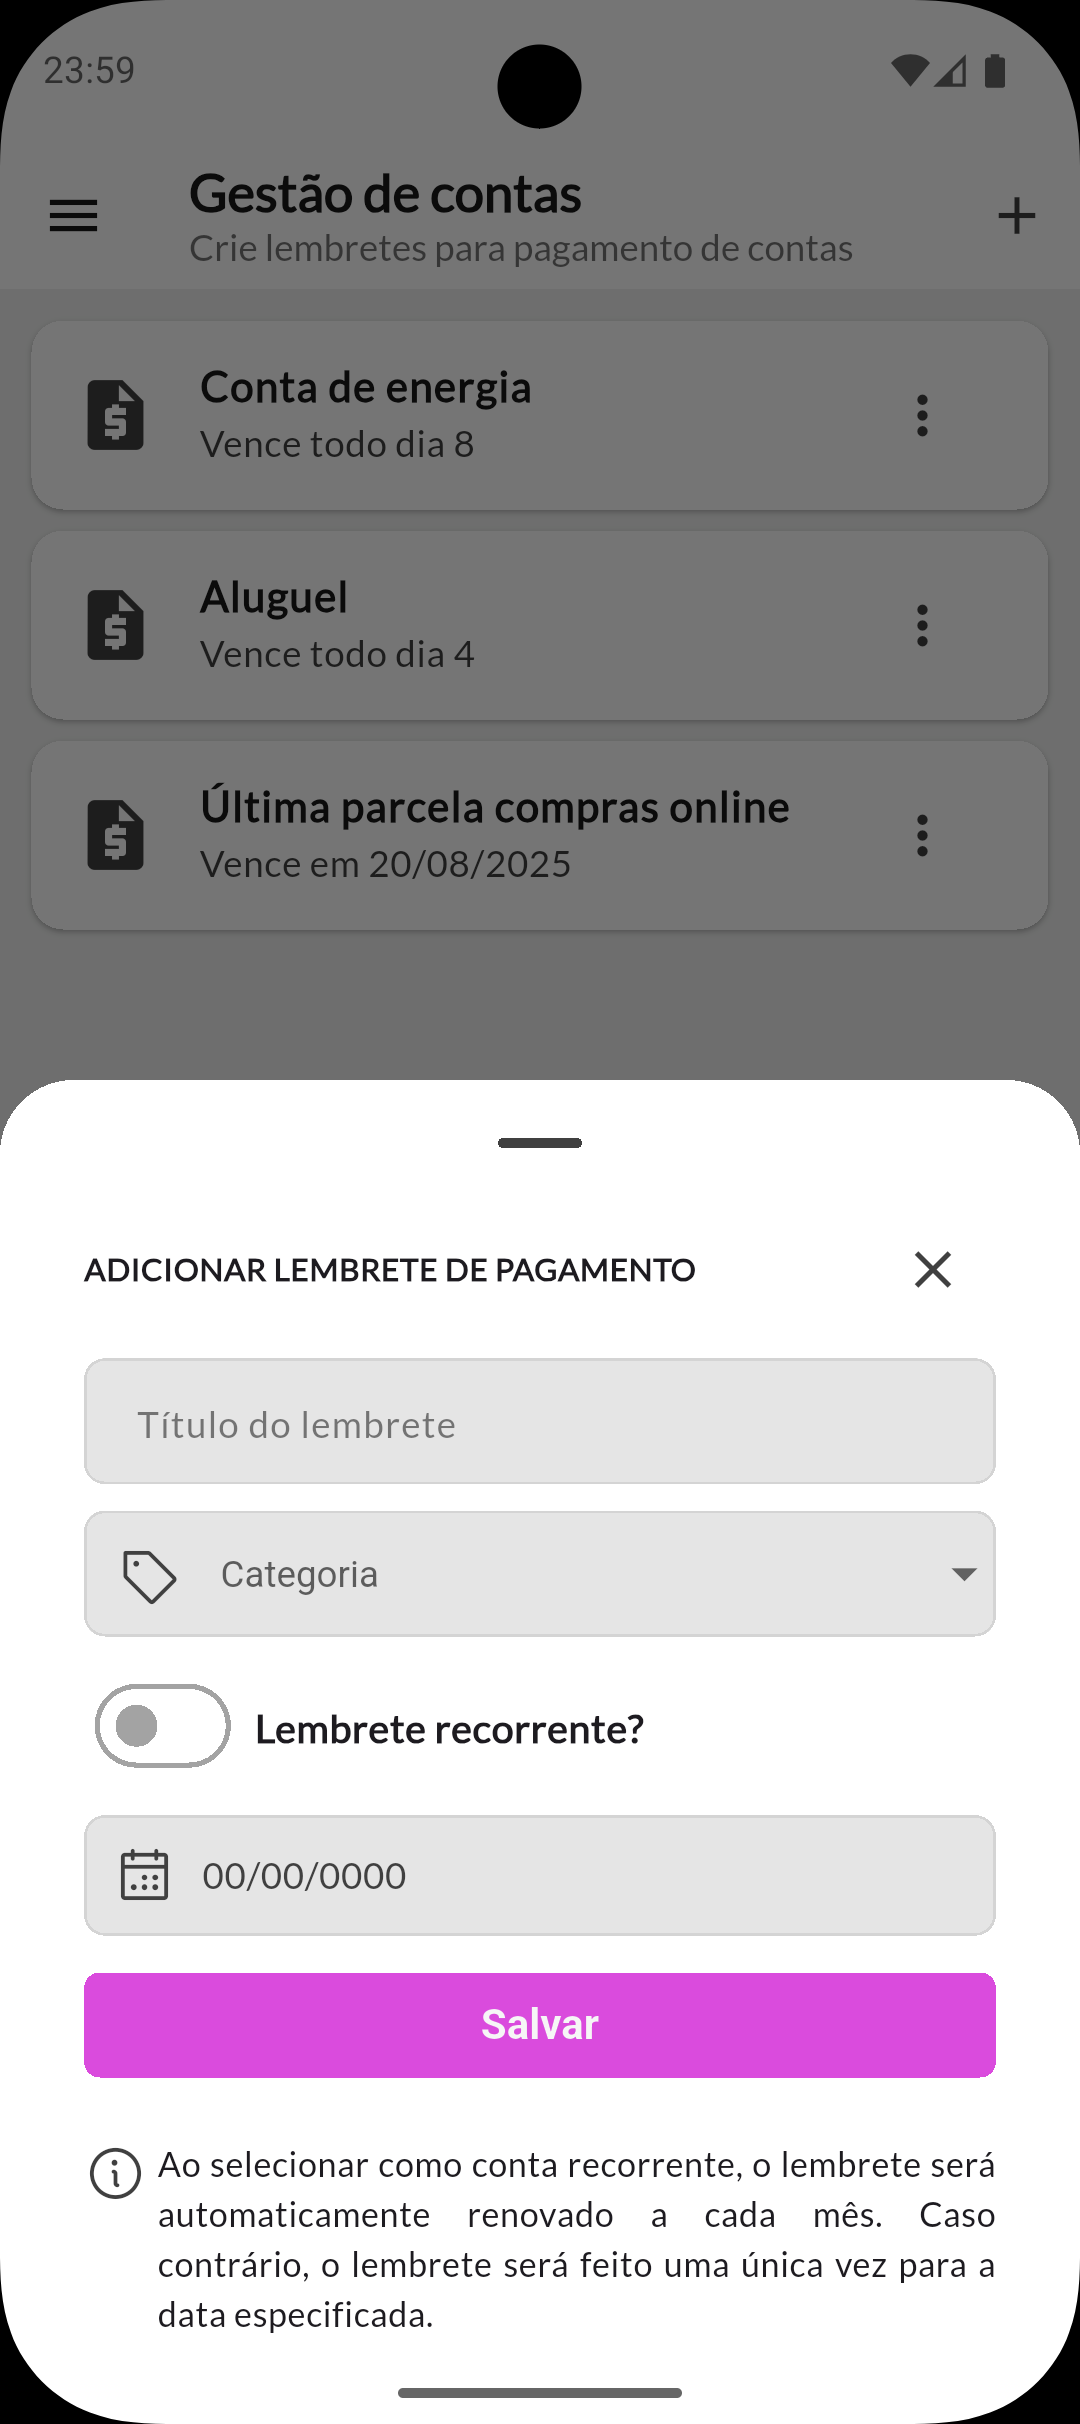 23:59
Gestão de contas
Crie lembretes para pagamento de contas
Conta de energia
Vence todo dia 8
Aluguel
Vence todo dia 4
Última parcela compras online
Vence em 20/08/2025
ADICIONAR LEMBRETE DE PAGAMENTO
Título do lembrete
Categoria
Lembrete recorrente?
00/00/0000
Salvar
Ao selecionar como conta recorrente, o lembrete será
automaticamente renovado a cada mês. Caso
contrário, o lembrete será feito uma única vez para a
data especificada.